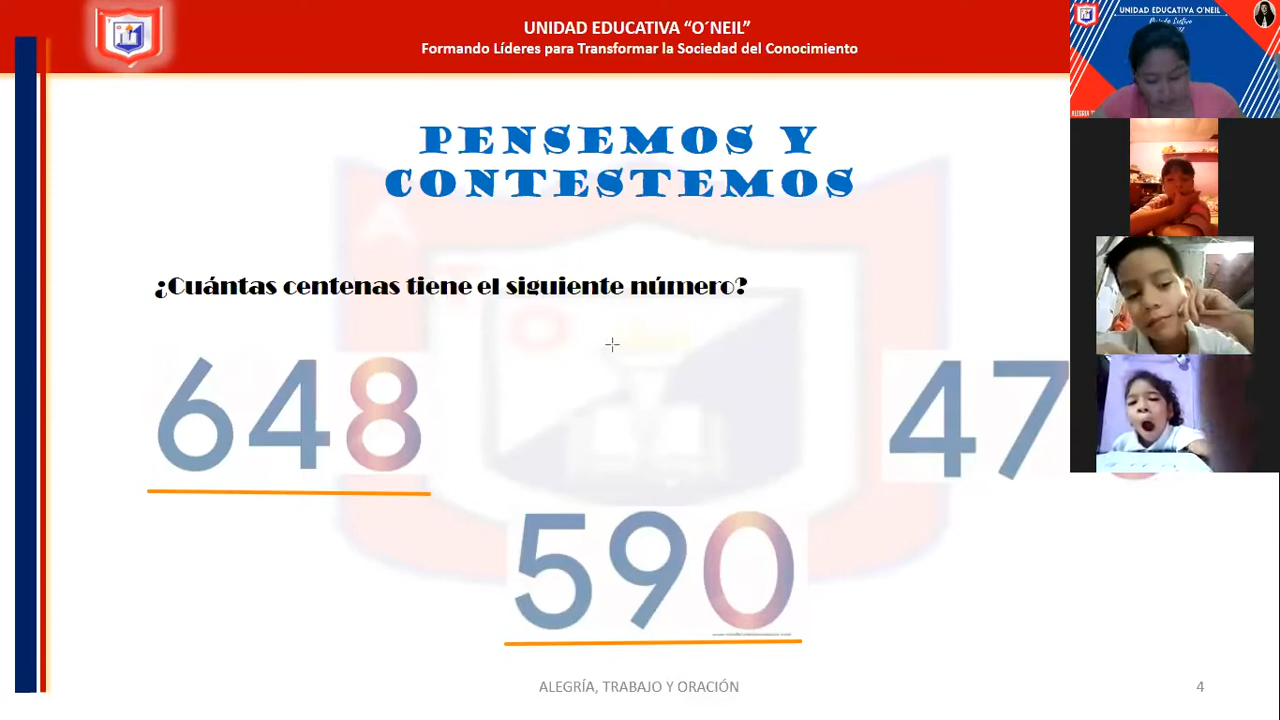 UNIDAD EDUCATIVA “O´NEIL”
Formando Líderes para Transformar la Sociedad del Conocimiento
UNIDAD EDUCATIVA O'NEIL
PENSEMOS Y
CONTESTEMOS
¿Cuántas centenas tiene el siguiente número?
648
47
590
ALEGRÍA, TRABAJO Y ORACIÓN
4